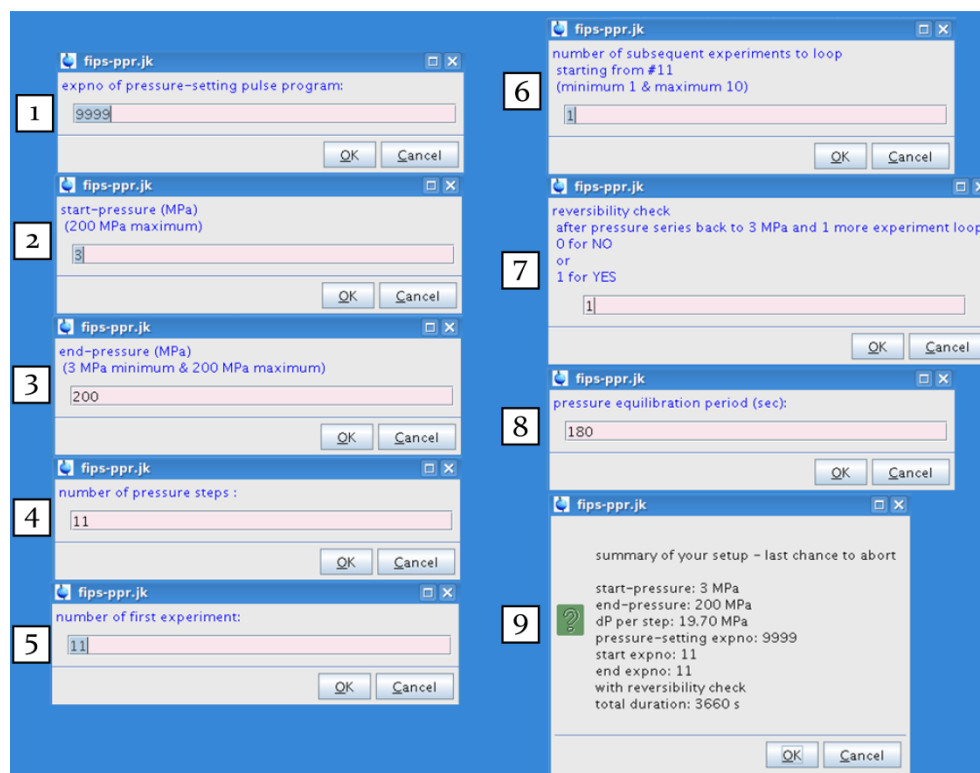 1
fips-ppr.jk
expno of pressure-setting pulse program:
9999
OK Cancel
2
fips-ppr.jk
start-pressure (MPa)
(200 MPa maximum)
3
OK Cancel
3
fips-ppr.jk
end-pressure (MPa)
(3 MPa minimum & 200 MPa maximum)
200
OK Cancel
4
fips-ppr.jk
number of pressure steps :
11
OK Cancel
5
fips-ppr.jk
number of first experiment:
11
OK Cancel
6
fips-ppr.jk
number of subsequent experiments to loop
starting from #11
(minimum 1 & maximum 10)
1
OK Cancel
7
fips-ppr.jk
reversibility check
after pressure series back to 3 MPa and 1 more experiment loop
0 for NO
or
1 for YES
1
OK Cancel
8
fips-ppr.jk
pressure equilibration period (sec):
180
OK Cancel
9
fips-ppr.jk
summary of your setup - last chance to abort
start-pressure: 3 MPa
end-pressure: 200 MPa
dP per step: 19.70 MPa
pressure-setting expno: 9999
start expno: 11
end expno: 11
with reversibility check
total duration: 3660 s
?
OK Cancel